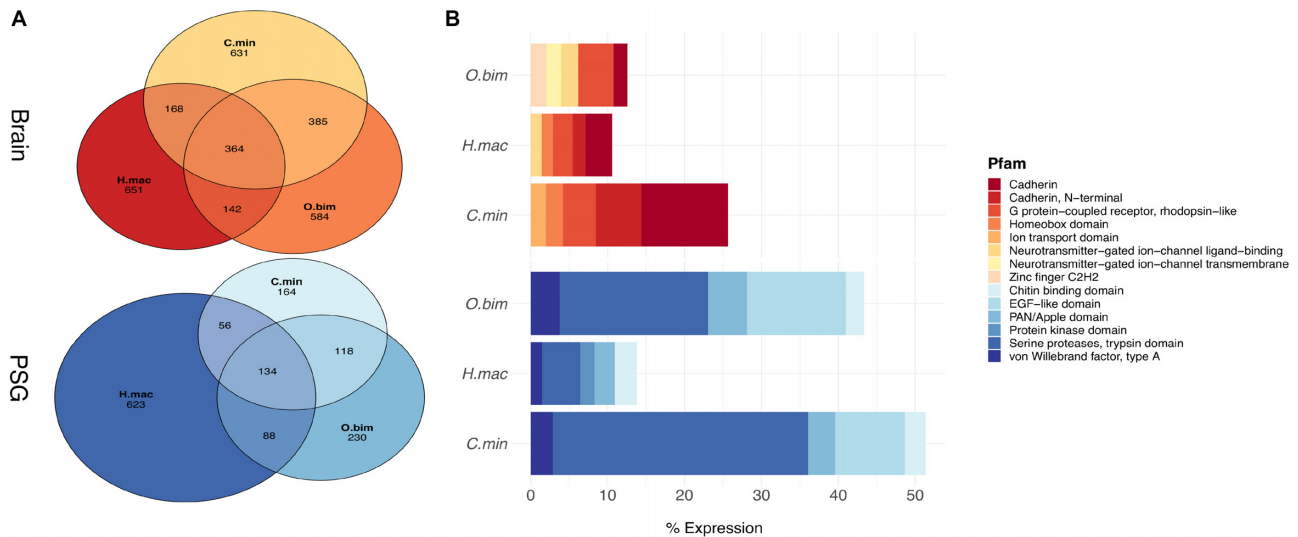 A
Brain
C.min
631
168
385
364
H.mac
651
142
O.bim
584
PSG
C.min
164
56
118
134
H.mac
623
88
O.bim
230
B
O.bim
H.mac
C.min
O.bim
H.mac
C.min
0 10 20 30 40 50
% Expression
Pfam
Cadherin
Cadherin, N−terminal
G protein−coupled receptor, rhodopsin−like
Homeobox domain
Ion transport domain
Neurotransmitter−gated ion−channel ligand−binding
Neurotransmitter−gated ion−channel transmembrane
Zinc finger C2H2
Chitin binding domain
EGF−like domain
PAN/Apple domain
Protein kinase domain
Serine proteases, trypsin domain
von Willebrand factor, type A